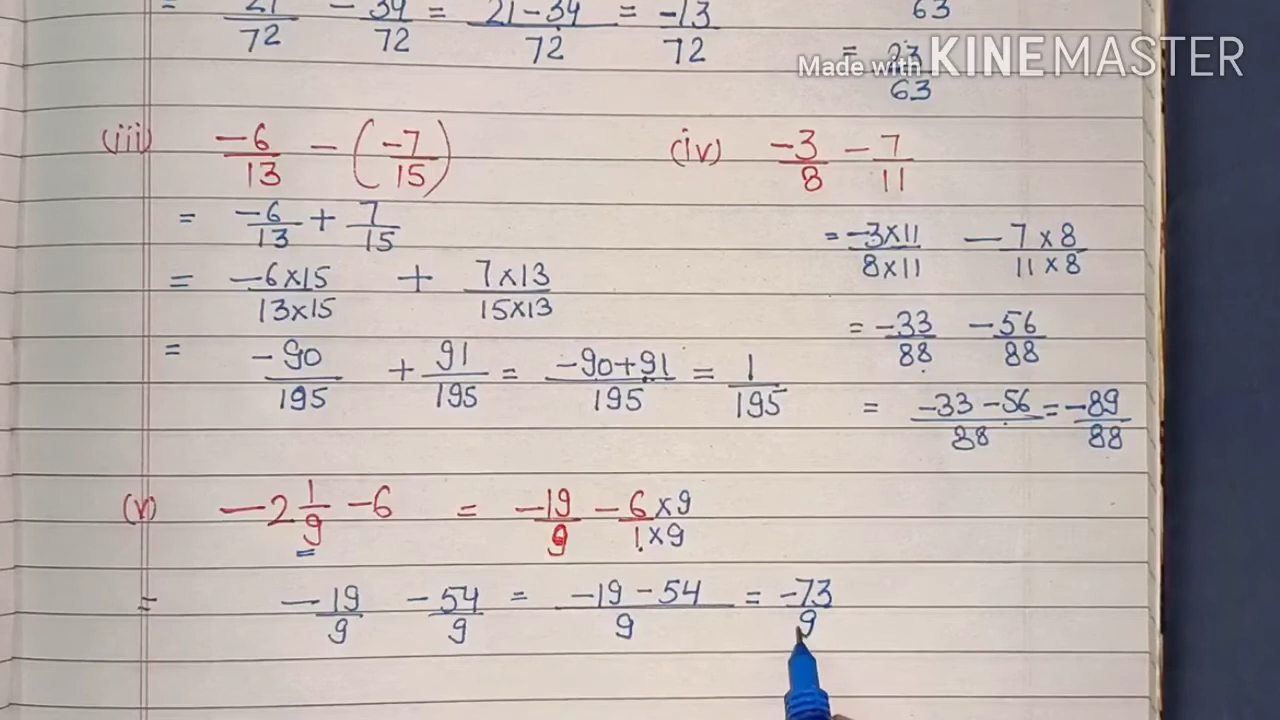 = 21/72 - 34/72 = 21-34/72 = -13/72
63
= 23/63
Made with KINEMASTER
(iii) -6/13 - (-7/15)
= -6/13 + 7/15
= -6×15/13×15 + 7×13/15×13
= -90/195 + 91/195 = -90+91/195 = 1/195
(iv) -3/8 - 7/11
= -3×11/8×11 - 7×8/11×8
= -33/88 -56/88
= -33-56/88 = -89/88
(v) -2 1/9 -6 = -19/9 - 6×9/1×9
= -19/9 -54/9 = -19-54/9 = -73/9